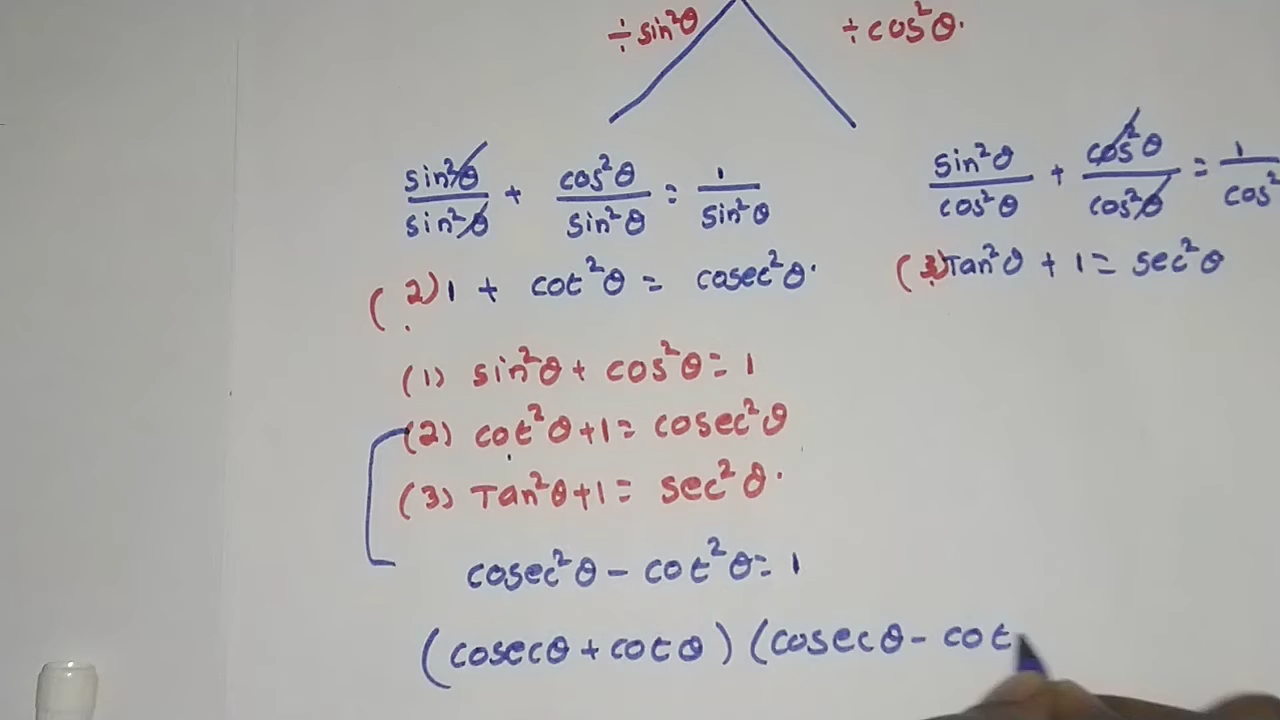 ÷ sin²θ ÷ cos²θ.
sin²θ/sin²θ + cos²θ/sin²θ = 1/sin²θ
sin²θ/cos²θ + cos²θ/cos²θ = 1/cos²
(2) 1 + cot²θ = cosec²θ.
(3) Tan²θ + 1 = sec²θ
(1) sin²θ + cos²θ = 1
(2) cot²θ + 1 = cosec²θ
(3) Tan²θ + 1 = sec²θ.
cosec²θ - cot²θ = 1
(cosecθ + cotθ) (cosecθ - cot